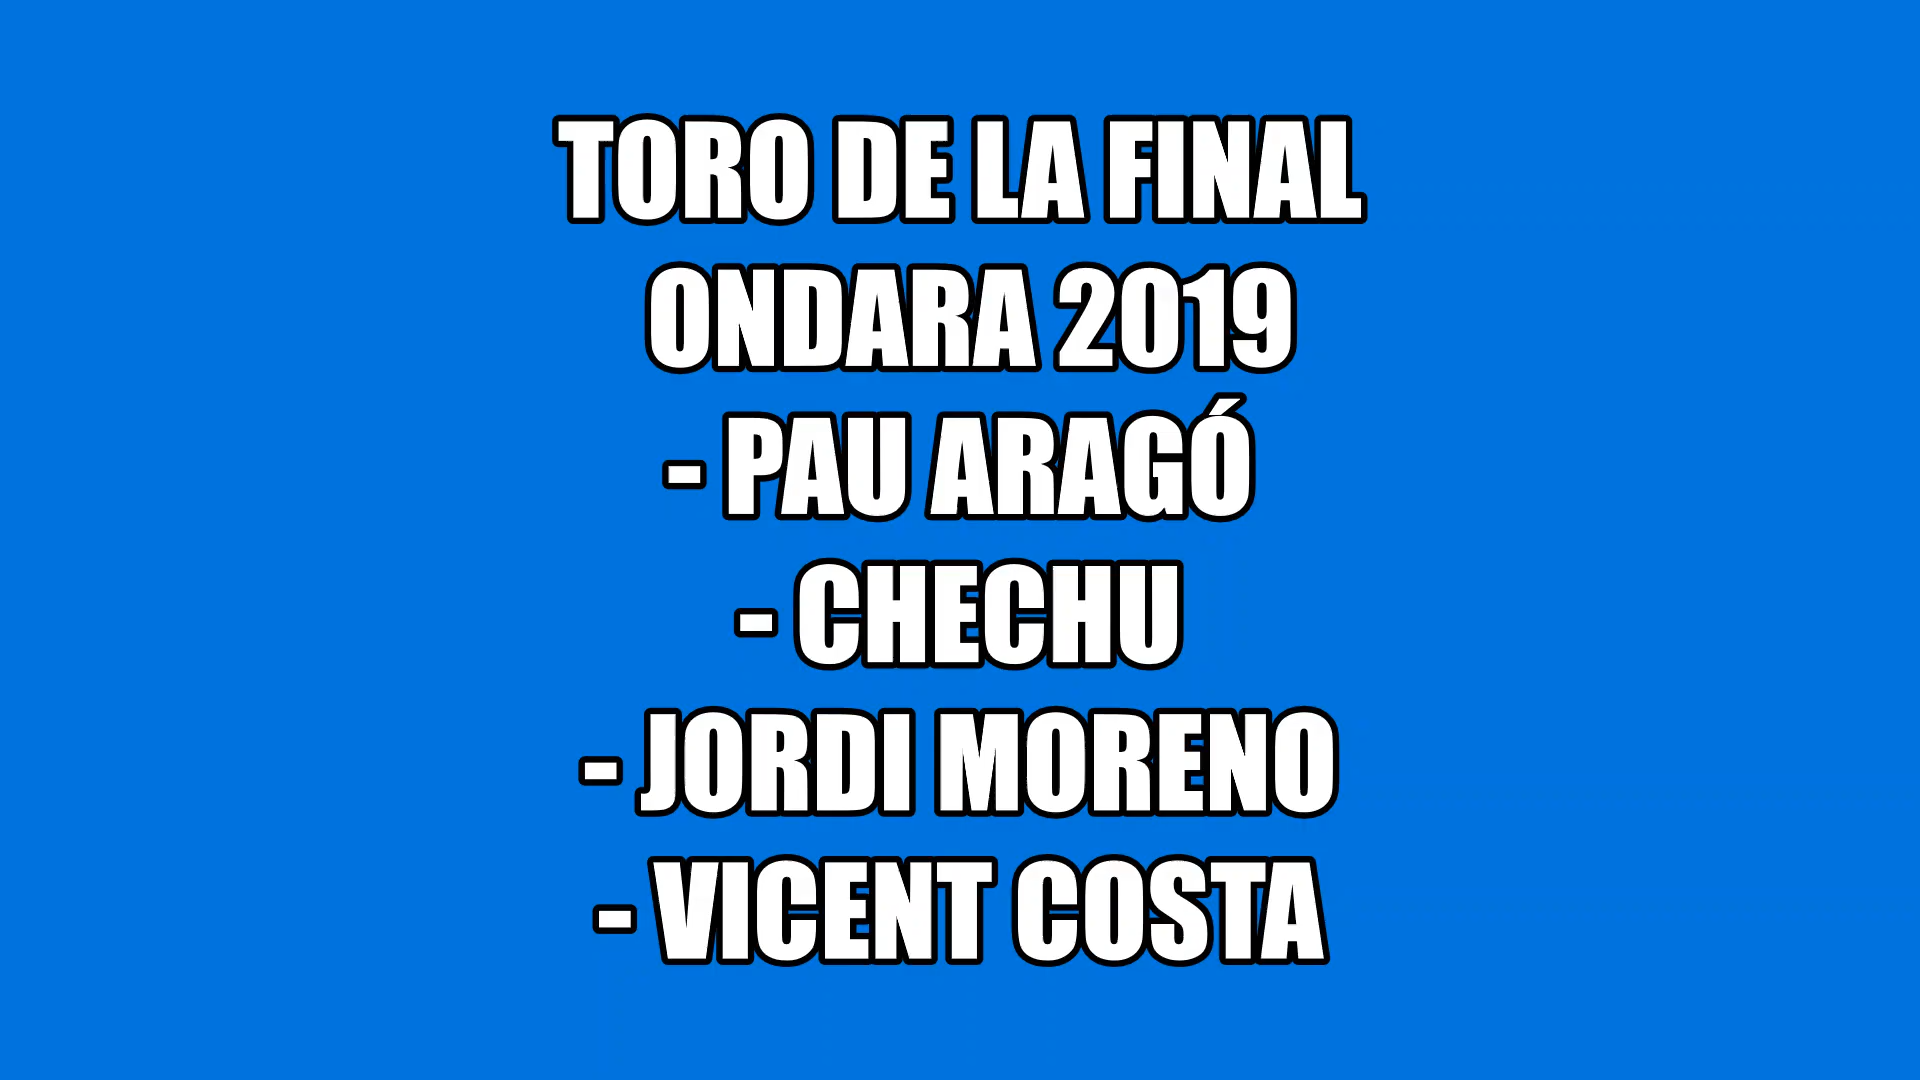 TORO DE LA FINAL
ONDARA 2019
- PAU ARAGÓ
- CHECHU
- JORDI MORENO
- VICENT COSTA